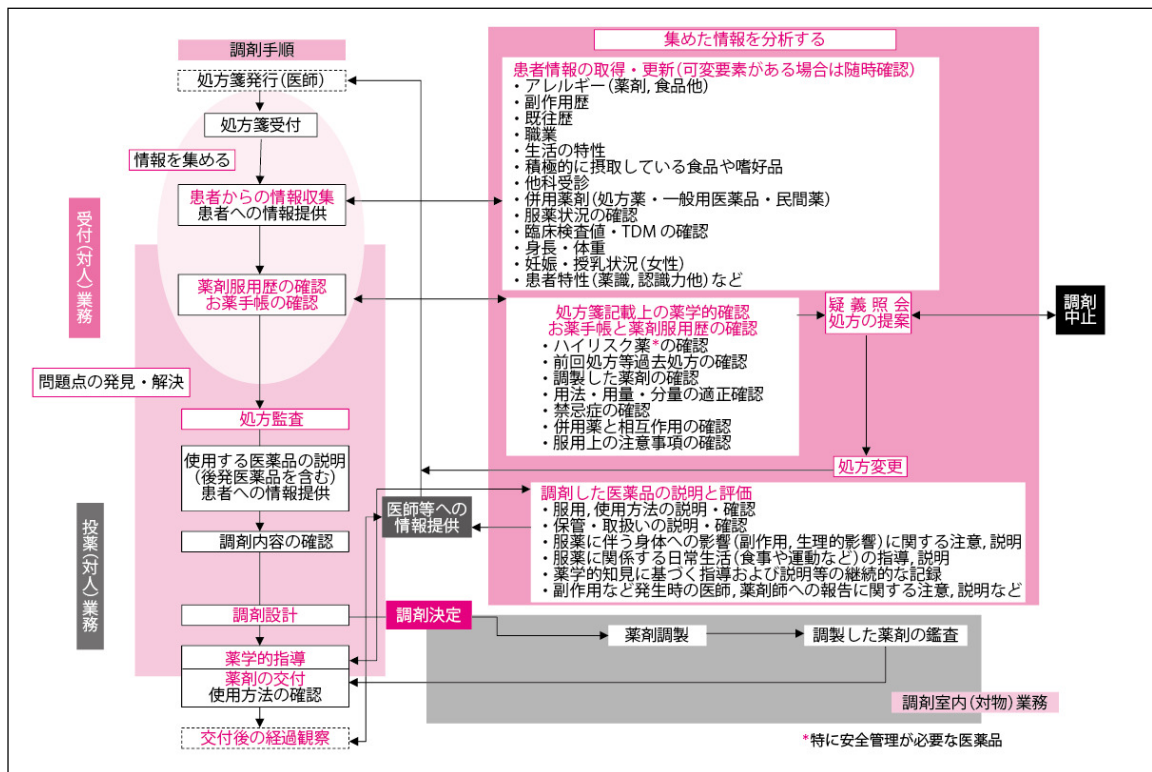 調剤手順
処方箋発行（医師）
処方箋受付
情報を集める
患者からの情報収集
患者への情報提供
受付（対人）業務
薬剤服用歴の確認
お薬手帳の確認
問題点の発見・解決
処方監査
使用する医薬品の説明
（後発医薬品を含む）
患者への情報提供
投薬（対人）業務
調剤内容の確認
調剤設計
薬学的指導
薬剤の交付
使用方法の確認
交付後の経過観察
集めた情報を分析する
患者情報の取得・更新（可変要素がある場合は随時確認）
・アレルギー（薬剤，食品他）
・副作用歴
・既往歴
・職業
・生活の特性
・積極的に摂取している食品や嗜好品
・他科受診
・併用薬剤（処方薬・一般用医薬品・民間薬）
・服薬状況の確認
・臨床検査値・TDMの確認
・身長・体重
・妊娠・授乳状況（女性）
・患者特性（薬識，認識力他）など
処方箋記載上の薬学的確認
お薬手帳と薬剤服用歴の確認
・ハイリスク薬*の確認
・前回処方等過去処方の確認
・調製した薬剤の確認
・用法・用量・分量の適正確認
・禁忌症の確認
・併用薬と相互作用の確認
・服用上の注意事項の確認
疑義照会
処方の提案
調剤
中止
処方変更
医師等への
情報提供
調剤した医薬品の説明と評価
・服用，使用方法の説明・確認
・保管・取扱いの説明・確認
・服薬に伴う身体への影響（副作用，生理的影響）に関する注意，説明
・服薬に関係する日常生活（食事や運動など）の指導，説明
・薬学的知見に基づく指導および説明等の継続的な記録
・副作用など発生時の医師，薬剤師への報告に関する注意，説明など
調剤決定
薬剤調製
調製した薬剤の鑑査
調剤室内（対物）業務
*特に安全管理が必要な医薬品